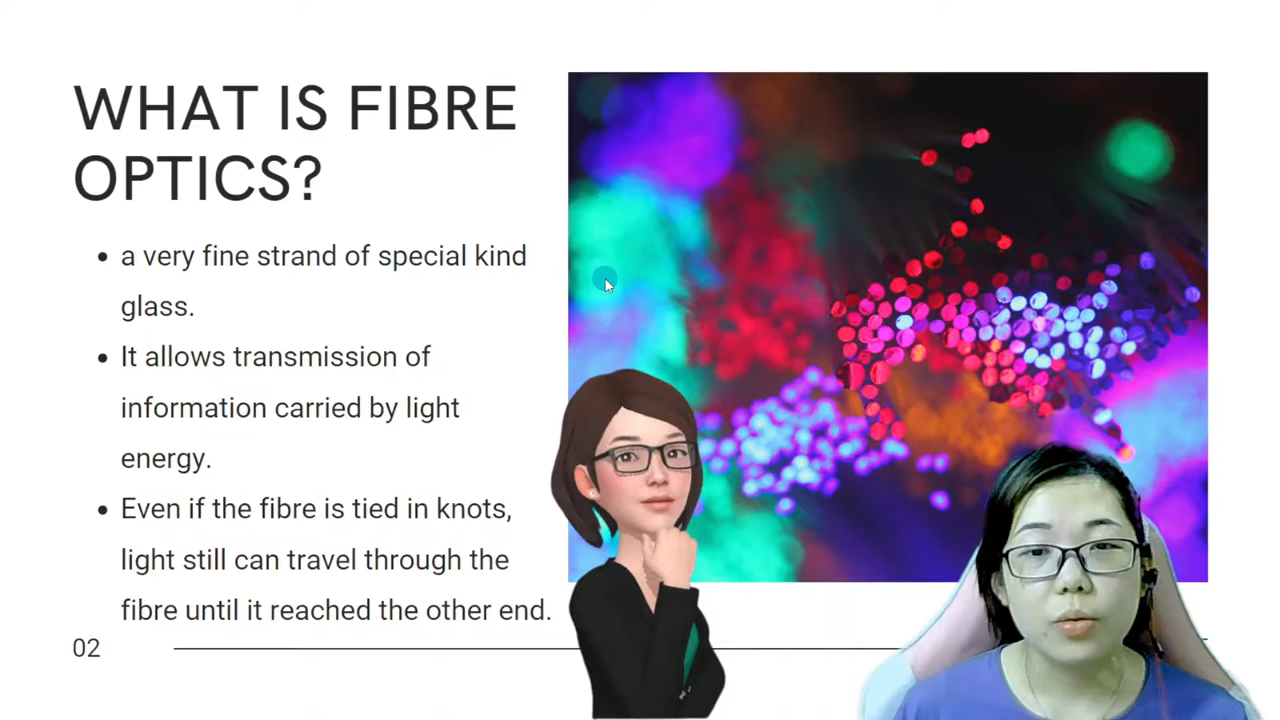 WHAT IS FIBRE
OPTICS?
• a very fine strand of special kind
glass.
• It allows transmission of
information carried by light
energy.
• Even if the fibre is tied in knots,
light still can travel through the
fibre until it reached the other end.
02